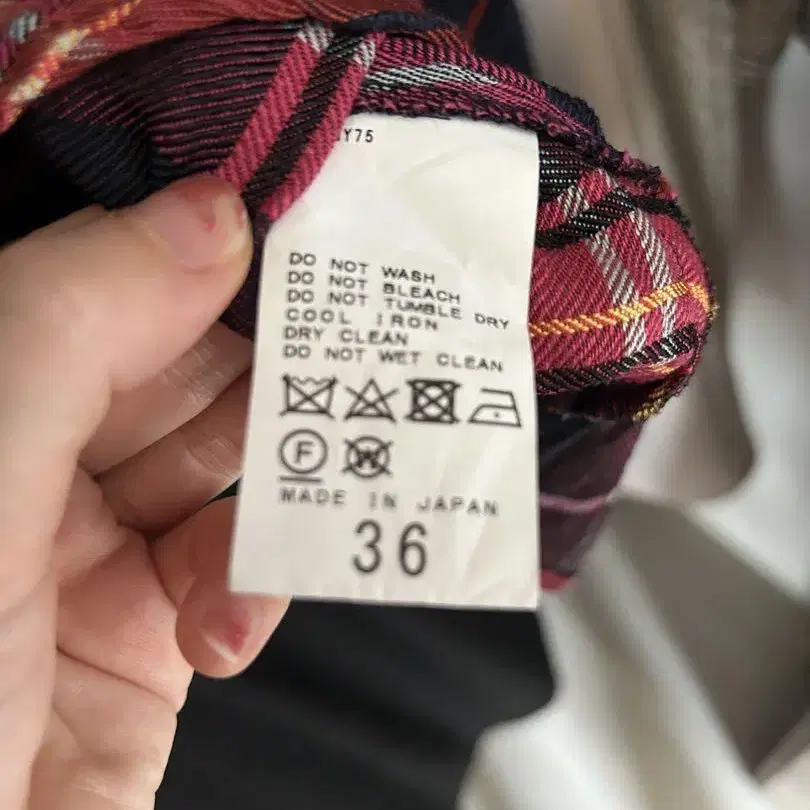 Y75
DO NOT WASH
DO NOT BLEACH
DO NOT TUMBLE DRY
COOL IRON
DRY CLEAN
DO NOT WET CLEAN
F W
MADE IN JAPAN
36